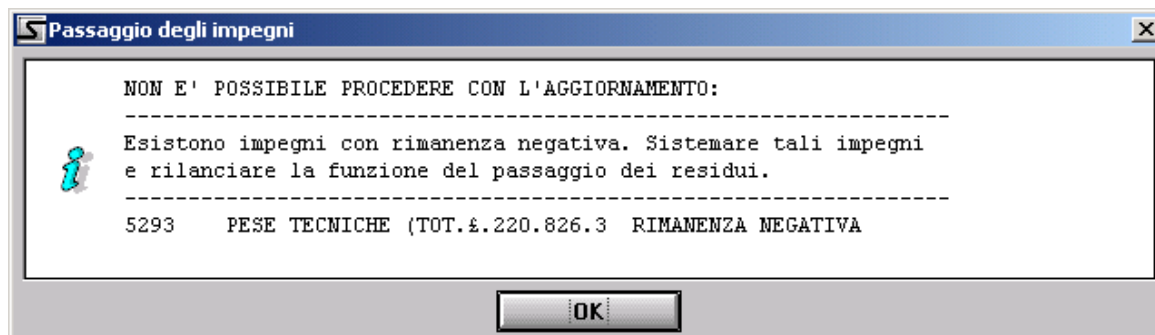 Passaggio degli impegni
NON E' POSSIBILE PROCEDERE CON L'AGGIORNAMENTO:
-----------------------------------------------------------------
Esistono impegni con rimanenza negativa. Sistemare tali impegni
e rilanciare la funzione del passaggio dei residui.
-----------------------------------------------------------------
5293 PESE TECNICHE (TOT.£.220.826.3 RIMANENZA NEGATIVA
OK